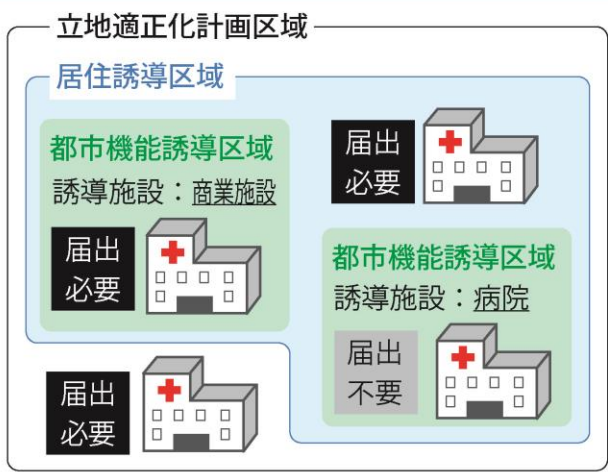 立地適正化計画区域
居住誘導区域
都市機能誘導区域
誘導施設：商業施設
届出
必要
届出
必要
都市機能誘導区域
誘導施設：病院
届出
不要
届出
必要